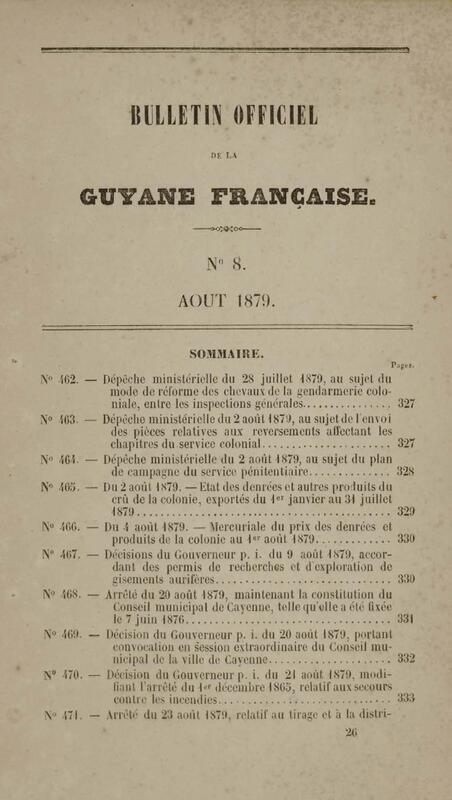 BULLETIN OFFICIEL
DE LA
GUYANE FRANÇAISE.
N° 8.
AOUT 1879.
SOMMAIRE.
Pages.
N° 462. — Dépêche ministérielle du 28 juillet 1879, au sujet du
mode de réforme des chevaux de la gendarmerie colo-
niale, entre les inspections générales............... 327
N° 463. — Dépêche ministérielle du 2 août 1879, au sujet de l'envoi
des pièces relatives aux reversements affectant les
chapitres du service colonial...................... 327
N° 464. — Dépêche ministérielle du 2 août 1879, au sujet du plan
de campagne du service pénitentiaire.............. 328
N° 465. — Du 2 août 1879. — Etat des denrées et autres produits du
crû de la colonie, exportés du 1er janvier au 31 juillet
1879............................................. 329
N° 466. — Du 4 août 1879. — Mercuriale du prix des denrées et
produits de la colonie au 1er août 1879............. 330
N° 467. — Décisions du Gouverneur p. i. du 9 août 1879, accor-
dant des permis de recherches et d'exploration de
gisements aurifères............................... 330
N° 468. — Arrêté du 20 août 1879, maintenant la constitution du
Conseil municipal de Cayenne, telle qu'elle a été fixée
le 7 juin 1876.................................... 331
N° 469. — Décision du Gouverneur p. i. du 20 août 1879, portant
convocation en session extraordinaire du Conseil mu-
nicipal de la ville de Cayenne..................... 332
N° 470. — Décision du Gouverneur p. i. du 21 août 1879, modi-
fiant l'arrêté du 1er décembre 1865, relatif aux secours
contre les incendies.............................. 333
N° 471. — Arrêté du 23 août 1879, relatif au tirage et à la distri-
26